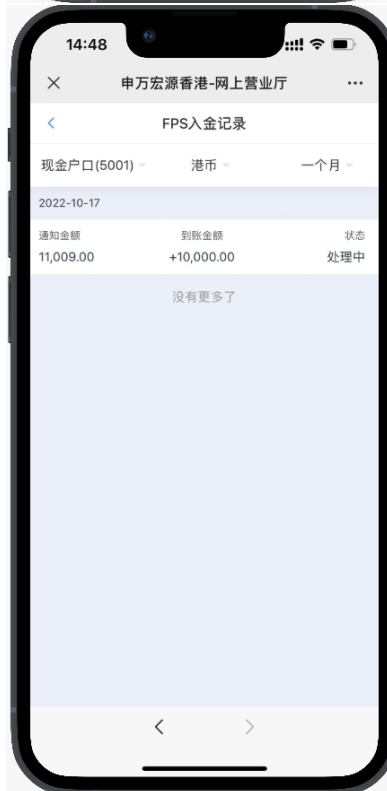 14:48
申万宏源香港-网上营业厅
FPS入金记录
现金户口(5001) 港币 一个月
2022-10-17
通知金额 到账金额 状态
11,009.00 +10,000.00 处理中
没有更多了